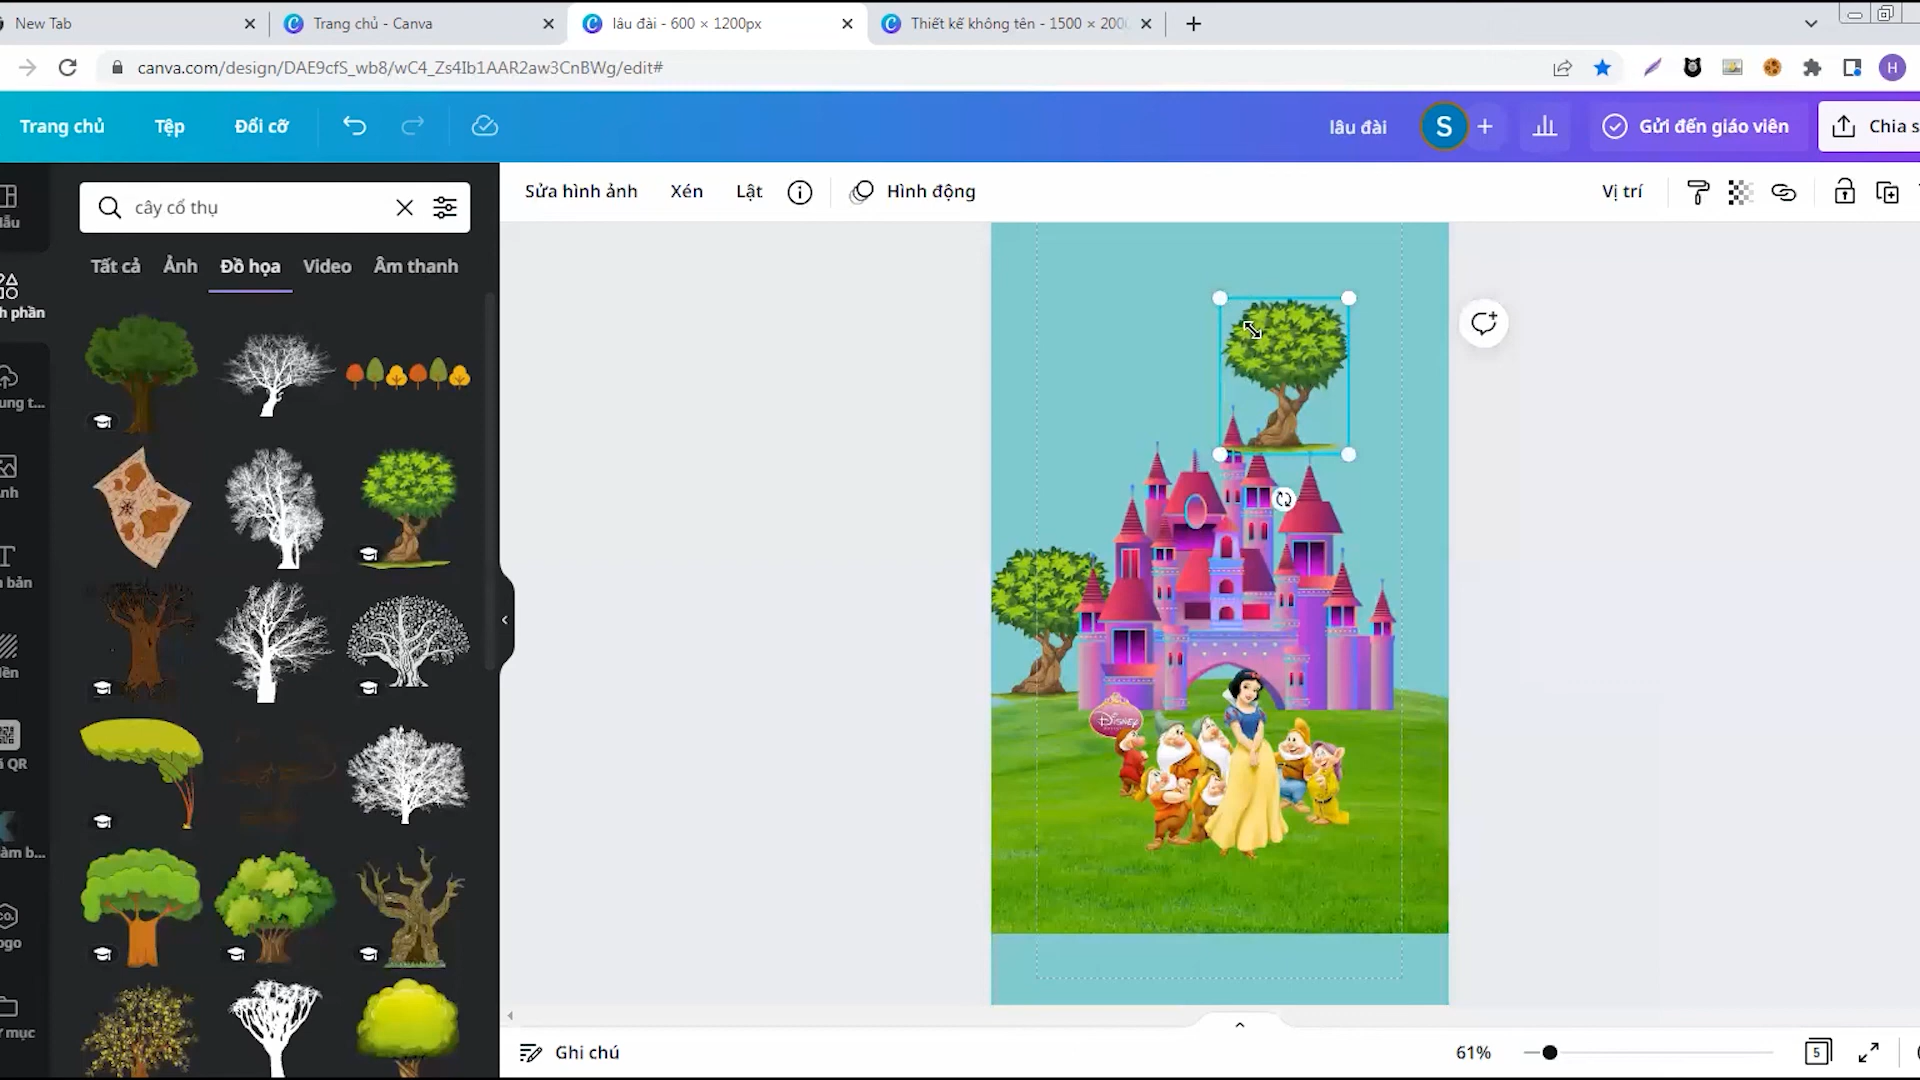 New Tab
Trang chủ - Canva
lâu đài - 600 × 1200px
Thiết kế không tên - 1500 × 200
canva.com/design/DAE9cfS_wb8/wC4_Zs4Ib1AAR2aw3CnBWg/edit#
H
Trang chủ
Tệp
Đổi cỡ
lâu đài
S
Gửi đến giáo viên
Chia s
Sửa hình ảnh
Xén
Lật
Hình động
Vị trí
cây cổ thụ
Tất cả
Ảnh
Đồ họa
Video
Âm thanh
h phần
n bản
QR
Disney
Ghi chú
61%
5